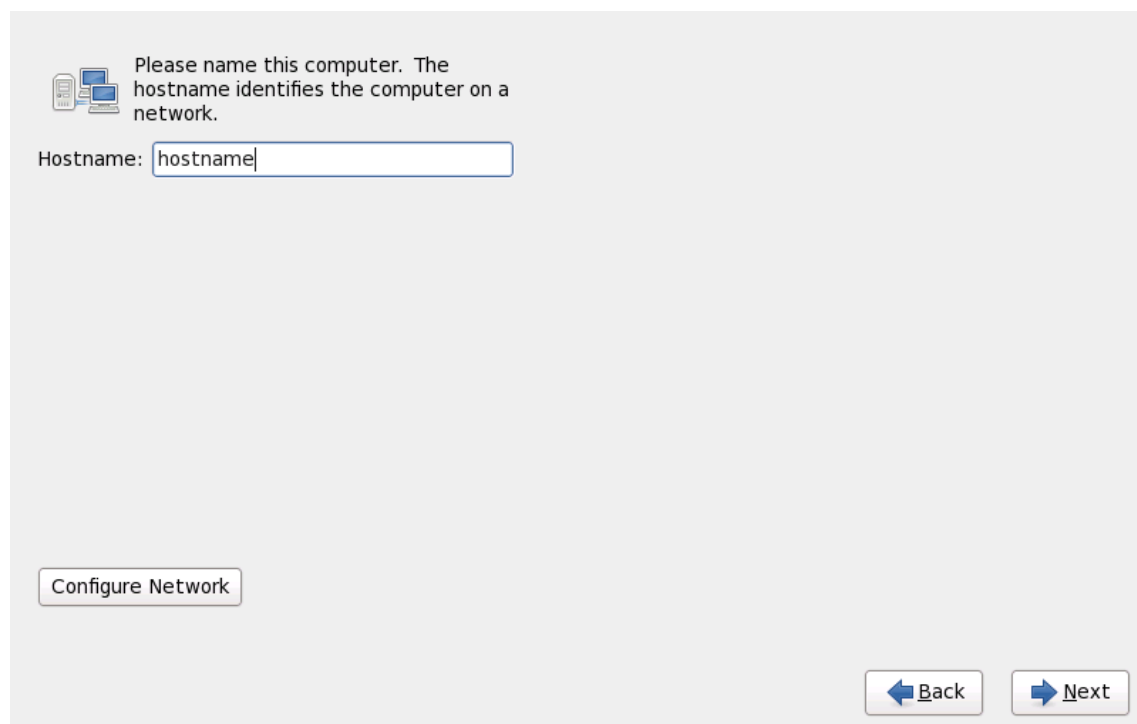 Please name this computer.  The
hostname identifies the computer on a
network.
Hostname: hostname
Configure Network
Back Next